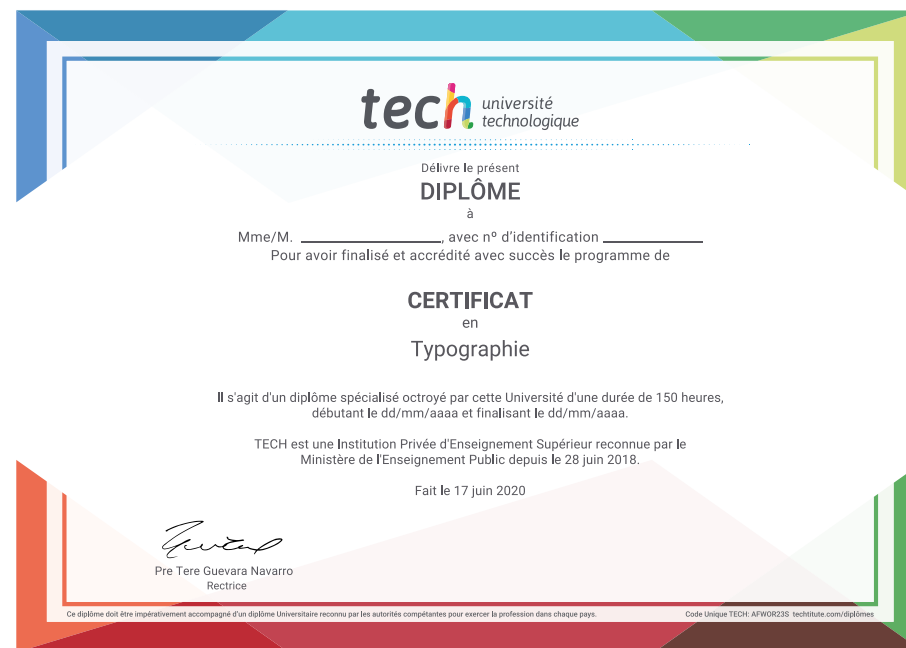 tech université
technologique
Délivre le présent
DIPLÔME
à
Mme/M. ____________________, avec nº d'identification ______________
Pour avoir finalisé et accrédité avec succès le programme de
CERTIFICAT
en
Typographie
Il s'agit d'un diplôme spécialisé octroyé par cette Université d'une durée de 150 heures,
débutant le dd/mm/aaaa et finalisant le dd/mm/aaaa.
TECH est une Institution Privée d'Enseignement Supérieur reconnue par le
Ministère de l'Enseignement Public depuis le 28 juin 2018.
Fait le 17 juin 2020
Pre Tere Guevara Navarro
Rectrice
Ce diplôme doit être impérativement accompagné d'un diplôme Universitaire reconnu par les autorités compétantes pour exercer la profession dans chaque pays.
Code Unique TECH: AFWOR23S techtitute.com/diplômes